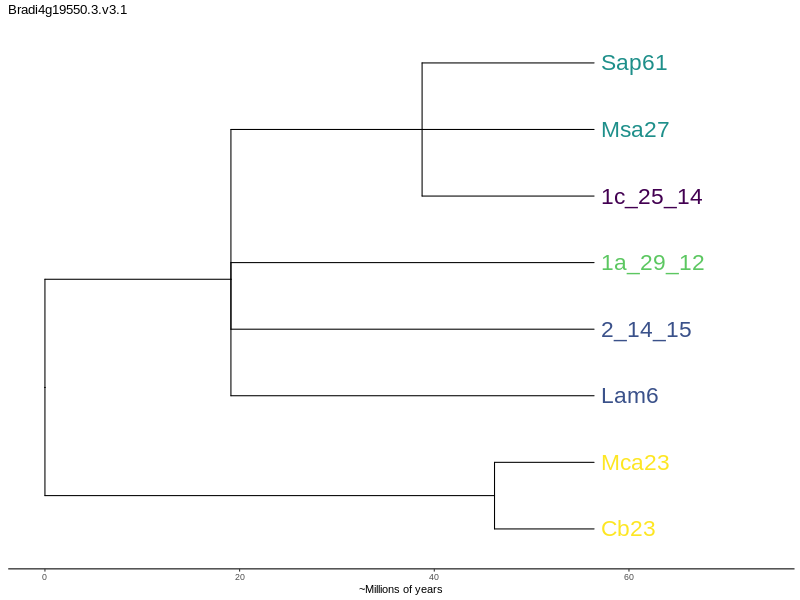 Bradi4g19550.3.v3.1
Sap61
Msa27
1c_25_14
1a_29_12
2_14_15
Lam6
Mca23
Cb23
0 20 40 60
~Millions of years